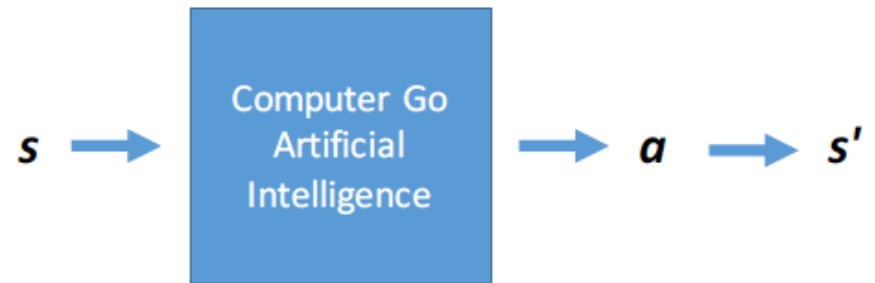 s
Computer Go
Artificial
Intelligence
a
s'